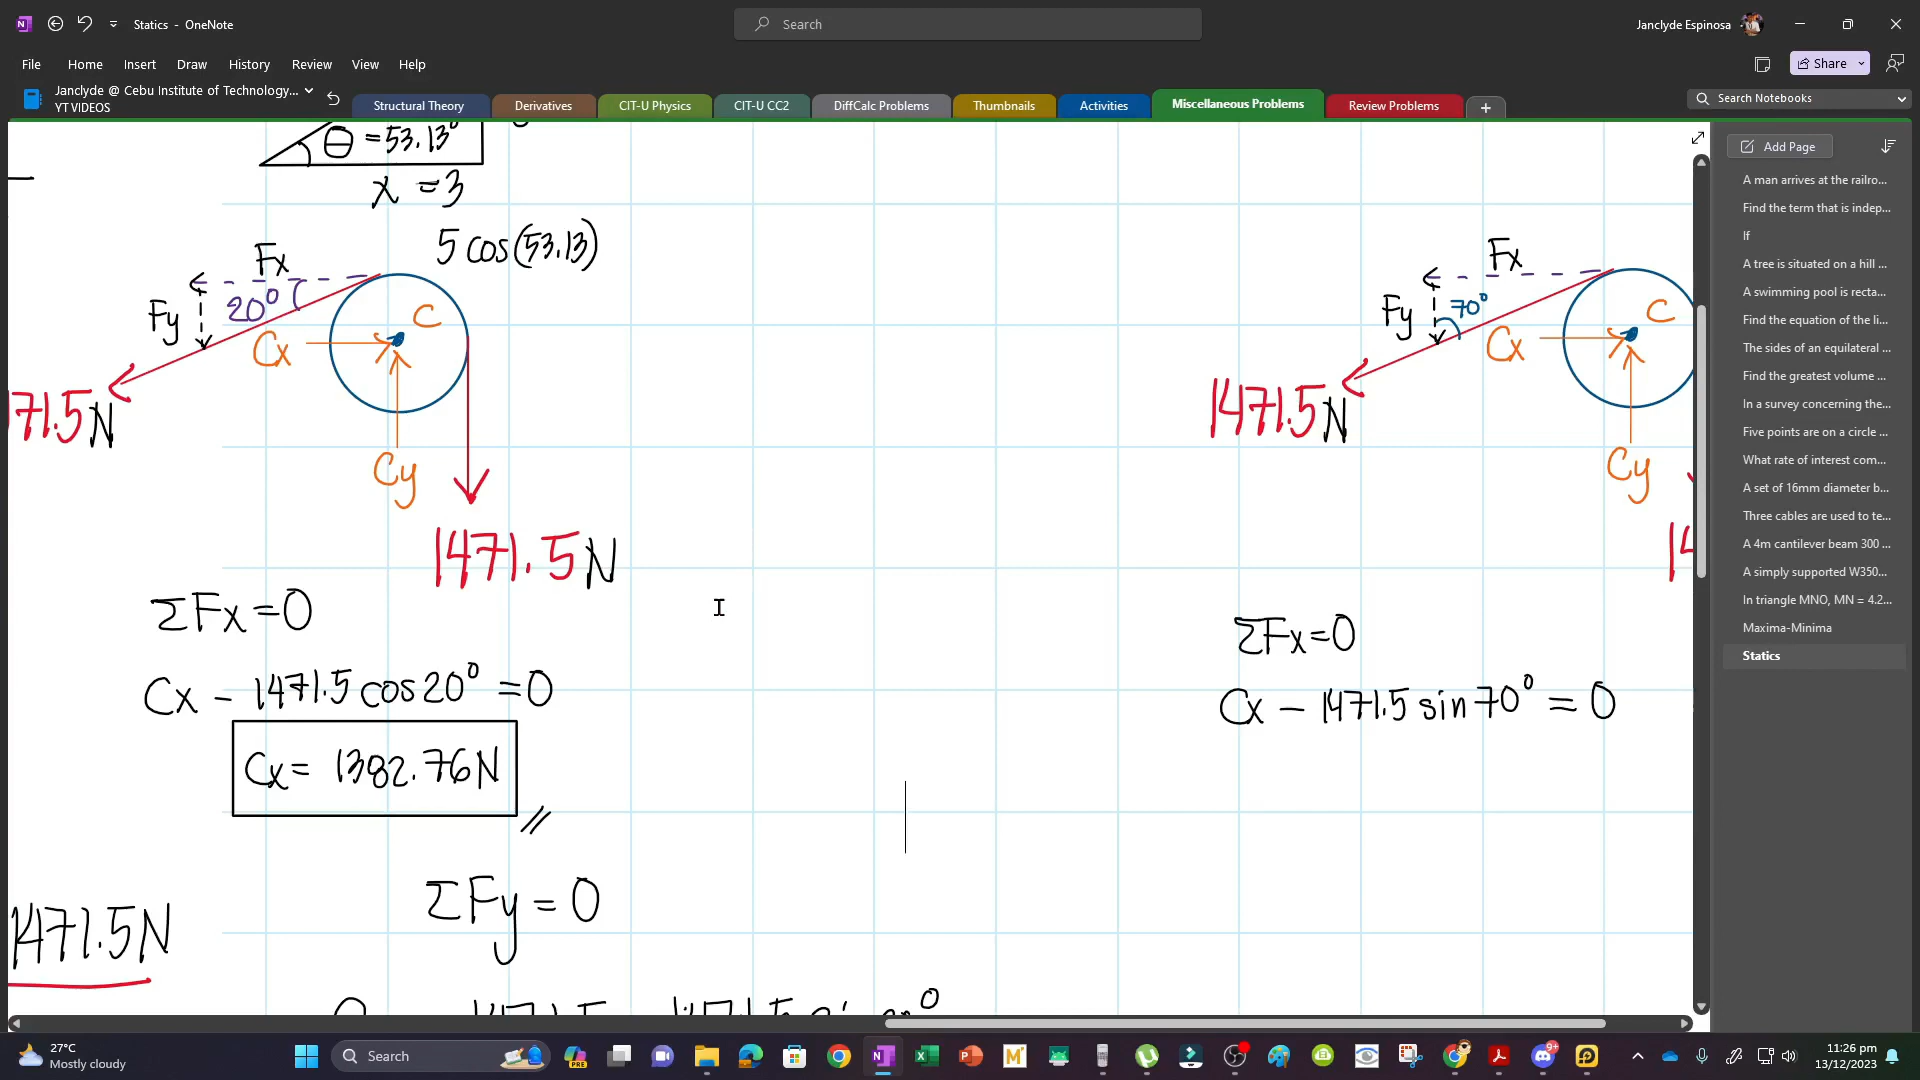 Statics - OneNote
Search
Janclyde Espinosa
File Home Insert Draw History Review View Help
Share
Janclyde @ Cebu Institute of Technology...
YT VIDEOS
Structural Theory
Derivatives
CIT-U Physics
CIT-U CC2
DiffCalc Problems
Thumbnails
Activities
Miscellaneous Problems
Review Problems
Search Notebooks
Add Page
A man arrives at the railro...
Find the term that is indep...
If
A tree is situated on a hill ...
A swimming pool is recta...
Find the equation of the li...
The sides of an equilateral ...
Find the greatest volume ...
In a survey concerning the...
Five points are on a circle ...
What rate of interest com...
A set of 16mm diameter b...
Three cables are used to te...
A 4m cantilever beam 300 ...
A simply supported W350...
In triangle MNO, MN = 4.2...
Maxima-Minima
Statics
θ = 53.13°
x = 3
5 cos(53.13)
Fx
20°
Fy
C
Cx
71.5N
Cy
1471.5N
ΣFx=0
Cx - 1471.5 cos20° = 0
Cx = 1382.76N
ΣFy = 0
1471.5N
Fx
70°
Fy
C
Cx
1471.5N
Cy
ΣFx=0
Cx - 1471.5 sin 70° = 0
27°C
Mostly cloudy
Search
PRE
9+
11:26 pm
13/12/2023